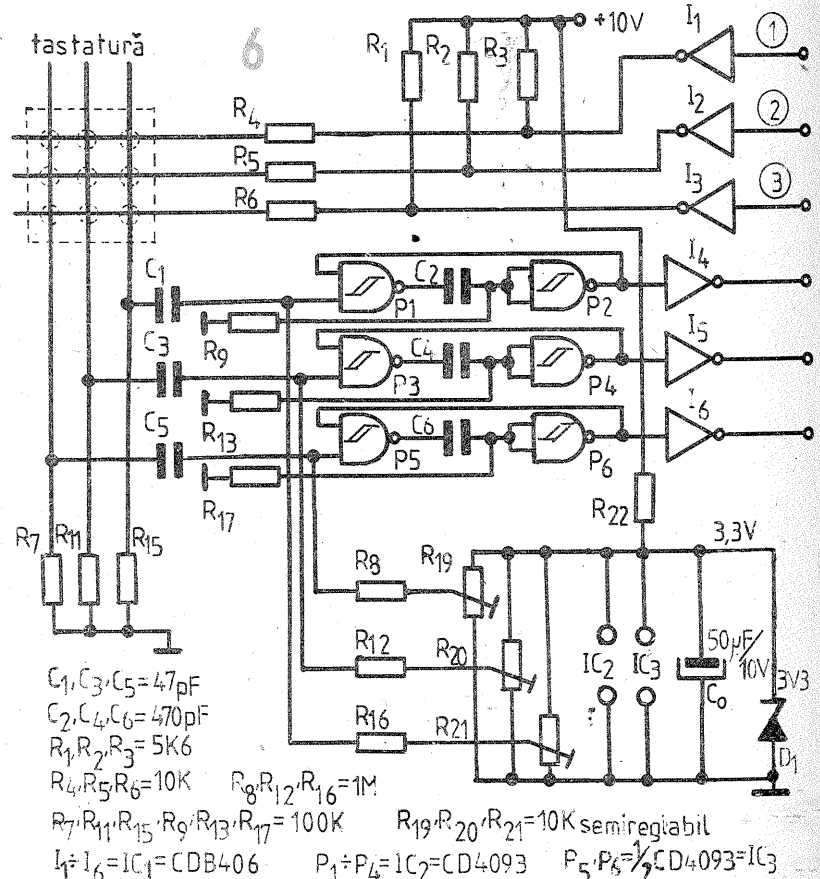 tastatură
6
+10V
I1
1
R1
R2
R3
I2
2
R4
I3
3
R5
R6
C1
C2
I4
P1
P2
R9
C3
C4
I5
P3
P4
R13
C5
C6
6
P5
P6
R17
R22
3,3V
R7
R11
R15
R8
R19
R12
R20
IC2
IC3
50µF/10V
C0
3V3
D1
R16
R21
C1,C3,C5=47pF
C2,C4,C6=470pF
R1,R2,R3=5K6
R4,R5,R6=10K
R8,R12,R16=1M
R7,R11,R15,R9,R13,R17=100K
R19,R20,R21=10K semireglabil
I1÷I6=IC1=CDB406
P1÷P4=IC2=CD4093
P5,P6=1/2CD4093=IC3